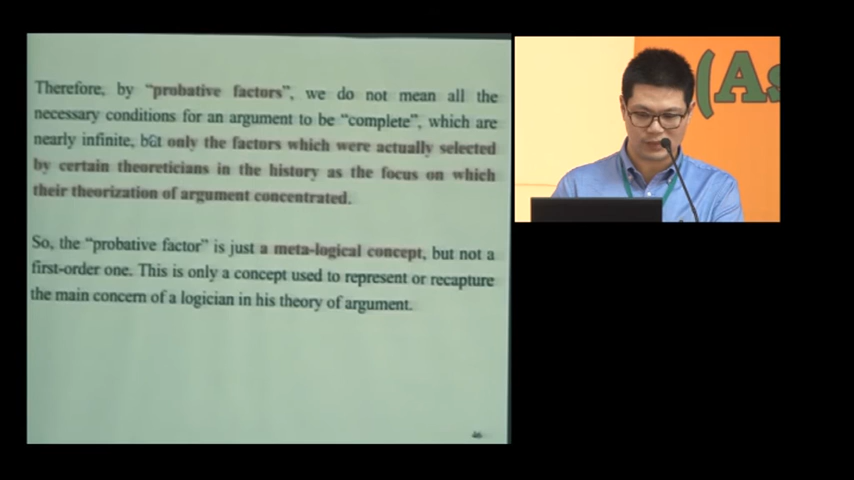 Therefore, by “probative factors”, we do not mean all the
necessary conditions for an argument to be “complete”, which are
nearly infinite, but only the factors which were actually selected
by certain theoreticians in the history as the focus on which
their theorization of argument concentrated.
So, the “probative factor” is just a meta-logical concept, but not a
first-order one. This is only a concept used to represent or recapture
the main concern of a logician in his theory of argument.
46
(As